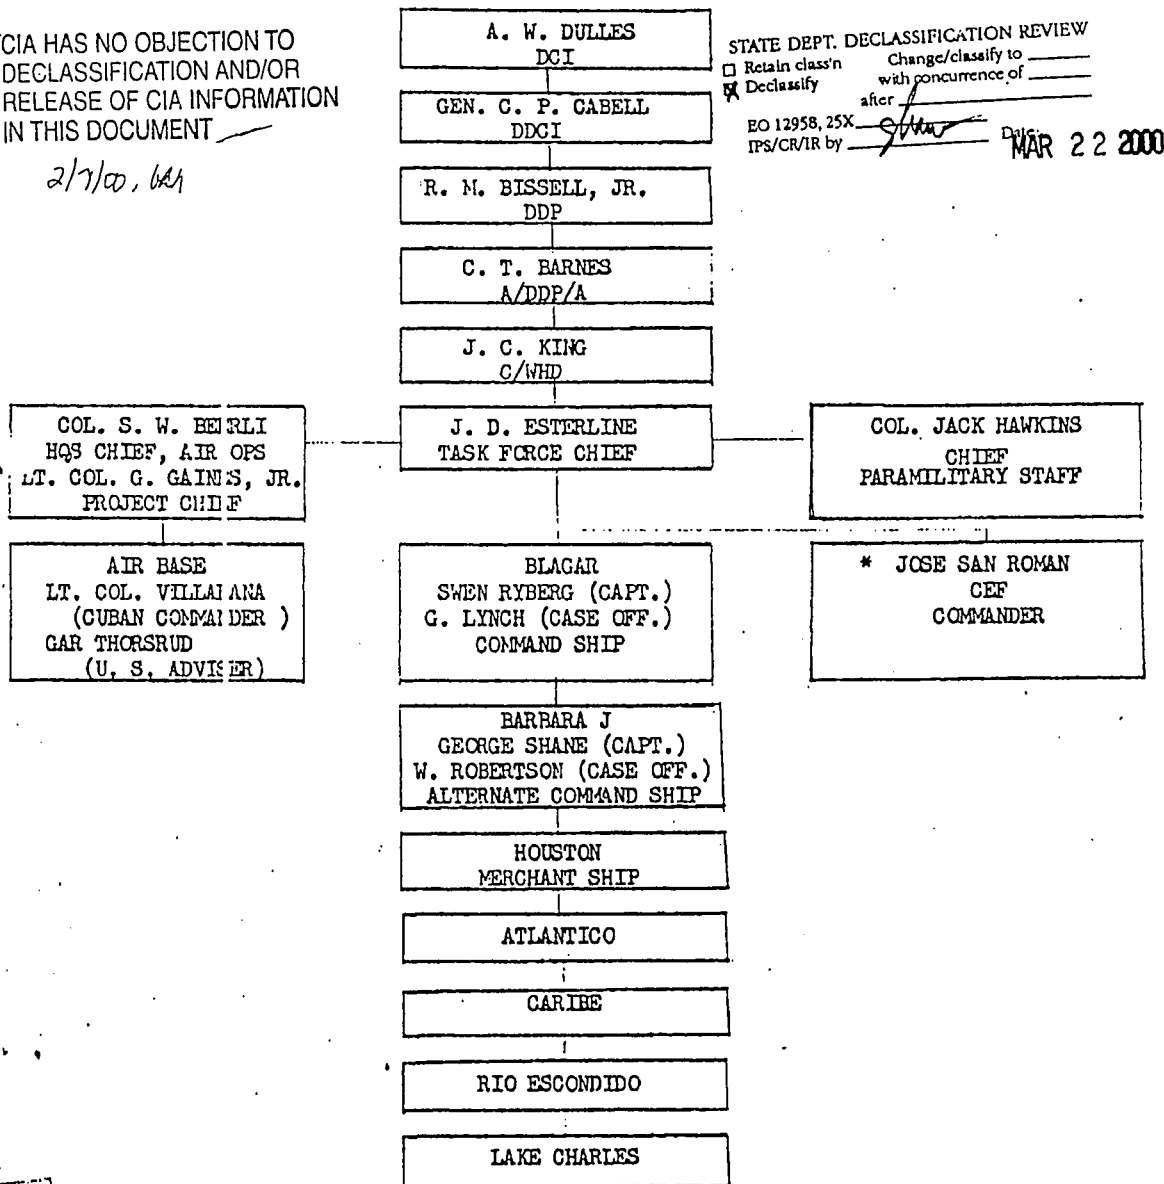 CIA HAS NO OBJECTION TO
DECLASSIFICATION AND/OR
RELEASE OF CIA INFORMATION
IN THIS DOCUMENT
2/7/00,
STATE DEPT. DECLASSIFICATION REVIEW
Retain class'n Change/classify to
Declassify with concurrence of
after
EO 12958, 25X
IPS/CR/IR by Date:
MAR 22 2000
A. W. DULLES
DCI
GEN. C. P. CABELL
DDCI
R. M. BISSELL, JR.
DDP
C. T. BARNES
A/DDP/A
J. C. KING
C/WHD
COL. S. W. BEIRLI
HQS CHIEF, AIR OPS
LT. COL. G. GAINES, JR.
PROJECT CHIEF
J. D. ESTERLINE
TASK FORCE CHIEF
COL. JACK HAWKINS
CHIEF
PARAMILITARY STAFF
AIR BASE
LT. COL. VILLAFANA
(CUBAN COMMANDER )
GAR THORSRUD
(U. S. ADVISER)
BLAGAR
SWEN RYBERG (CAPT.)
G. LYNCH (CASE OFF.)
COMMAND SHIP
* JOSE SAN ROMAN
CEF
COMMANDER
BARBARA J
GEORGE SHANE (CAPT.)
W. ROBERTSON (CASE OFF.)
ALTERNATE COMMAND SHIP
HOUSTON
MERCHANT SHIP
ATLANTICO
CARIBE
RIO ESCONDIDO
LAKE CHARLES